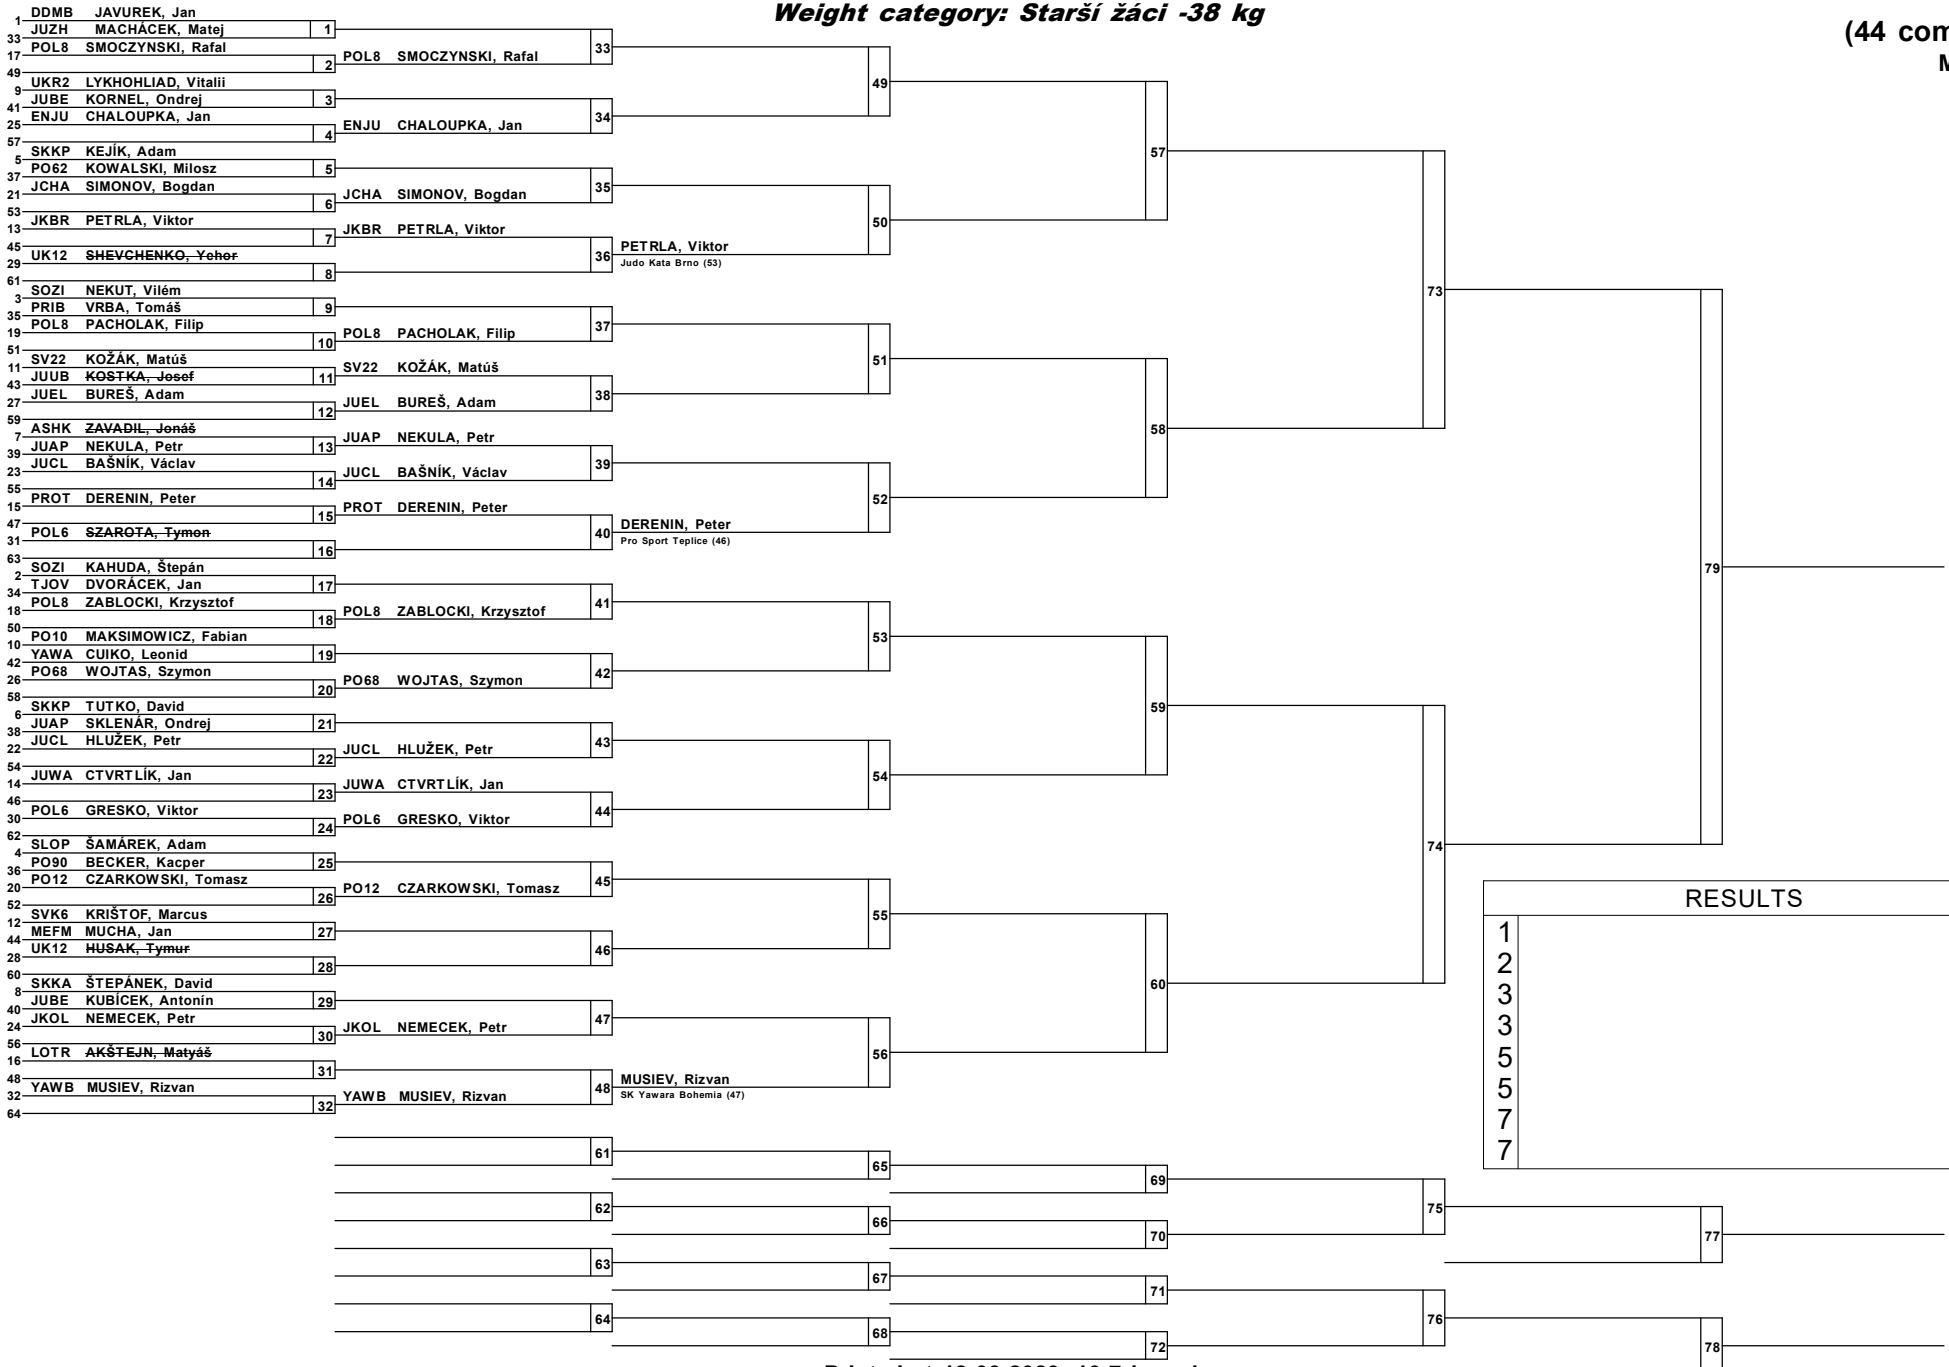 Weight category: Starší žáci -38 kg
(44 com
M
1 DDMB JAVUREK, Jan
33 JUZH MACHÁCEK, Matej 1
17 POL8 SMOCZYNSKI, Rafal
49 2
9 UKR2 LYKHOHLIAD, Vitalii
41 JUBE KORNEL, Ondrej 3
25 ENJU CHALOUPKA, Jan
57 4
5 SKKP KEJÍK, Adam
37 PO62 KOWALSKI, Milosz 5
21 JCHA SIMONOV, Bogdan
53 6
13 JKBR PETRLA, Viktor
45 7
29 UK12 SHEVCHENKO, Yehor
61 8
3 SOZI NEKUT, Vilém
35 PRIB VRBA, Tomáš 9
19 POL8 PACHOLAK, Filip
51 10
11 SV22 KOŽÁK, Matúš
43 JUUB KOSTKA, Josef 11
27 JUEL BUREŠ, Adam
59 12
7 ASHK ZAVADIL, Jonáš
39 JUAP NEKULA, Petr 13
23 JUCL BAŠNÍK, Václav
55 14
15 PROT DERENIN, Peter
47 15
31 POL6 SZAROTA, Tymon
63 16
2 SOZI KAHUDA, Štepán
34 TJOV DVORÁCEK, Jan 17
18 POL8 ZABLOCKI, Krzysztof
50 18
10 PO10 MAKSIMOWICZ, Fabian
42 YAWA CUIKO, Leonid 19
26 PO68 WOJTAS, Szymon
58 20
6 SKKP TUTKO, David
38 JUAP SKLENÁR, Ondrej 21
22 JUCL HLUŽEK, Petr
54 22
14 JUWA CTVRTLÍK, Jan
46 23
30 POL6 GRESKO, Viktor
62 24
4 SLOP ŠAMÁREK, Adam
36 PO90 BECKER, Kacper 25
20 PO12 CZARKOWSKI, Tomasz
52 26
12 SVK6 KRIŠTOF, Marcus
44 MEFM MUCHA, Jan 27
28 UK12 HUSAK, Tymur
60 28
8 SKKA ŠTEPÁNEK, David
40 JUBE KUBÍCEK, Antonín 29
24 JKOL NEMECEK, Petr
56 30
16 LOTR AKŠTEJN, Matyáš
48 31
32 YAWB MUSIEV, Rizvan
64 32
POL8 SMOCZYNSKI, Rafal 33
ENJU CHALOUPKA, Jan 34
JCHA SIMONOV, Bogdan 35
JKBR PETRLA, Viktor
36
POL8 PACHOLAK, Filip 37
SV22 KOŽÁK, Matúš
JUEL BUREŠ, Adam 38
JUAP NEKULA, Petr
JUCL BAŠNÍK, Václav 39
PROT DERENIN, Peter
40
POL8 ZABLOCKI, Krzysztof 41
PO68 WOJTAS, Szymon 42
JUCL HLUŽEK, Petr 43
JUWA CTVRTLÍK, Jan
POL6 GRESKO, Viktor 44
PO12 CZARKOWSKI, Tomasz 45
46
JKOL NEMECEK, Petr 47
YAWB MUSIEV, Rizvan 48
PETRLA, Viktor
Judo Kata Brno (53)
DERENIN, Peter
Pro Sport Teplice (46)
MUSIEV, Rizvan
SK Yawara Bohemia (47)
49
50
51
52
53
54
55
56
57
58
59
60
73
74
79
RESULTS
1
2
3
3
5
5
7
7
61
62
63
64
65
66
67
68
69
70
71
72
75
76
77
78